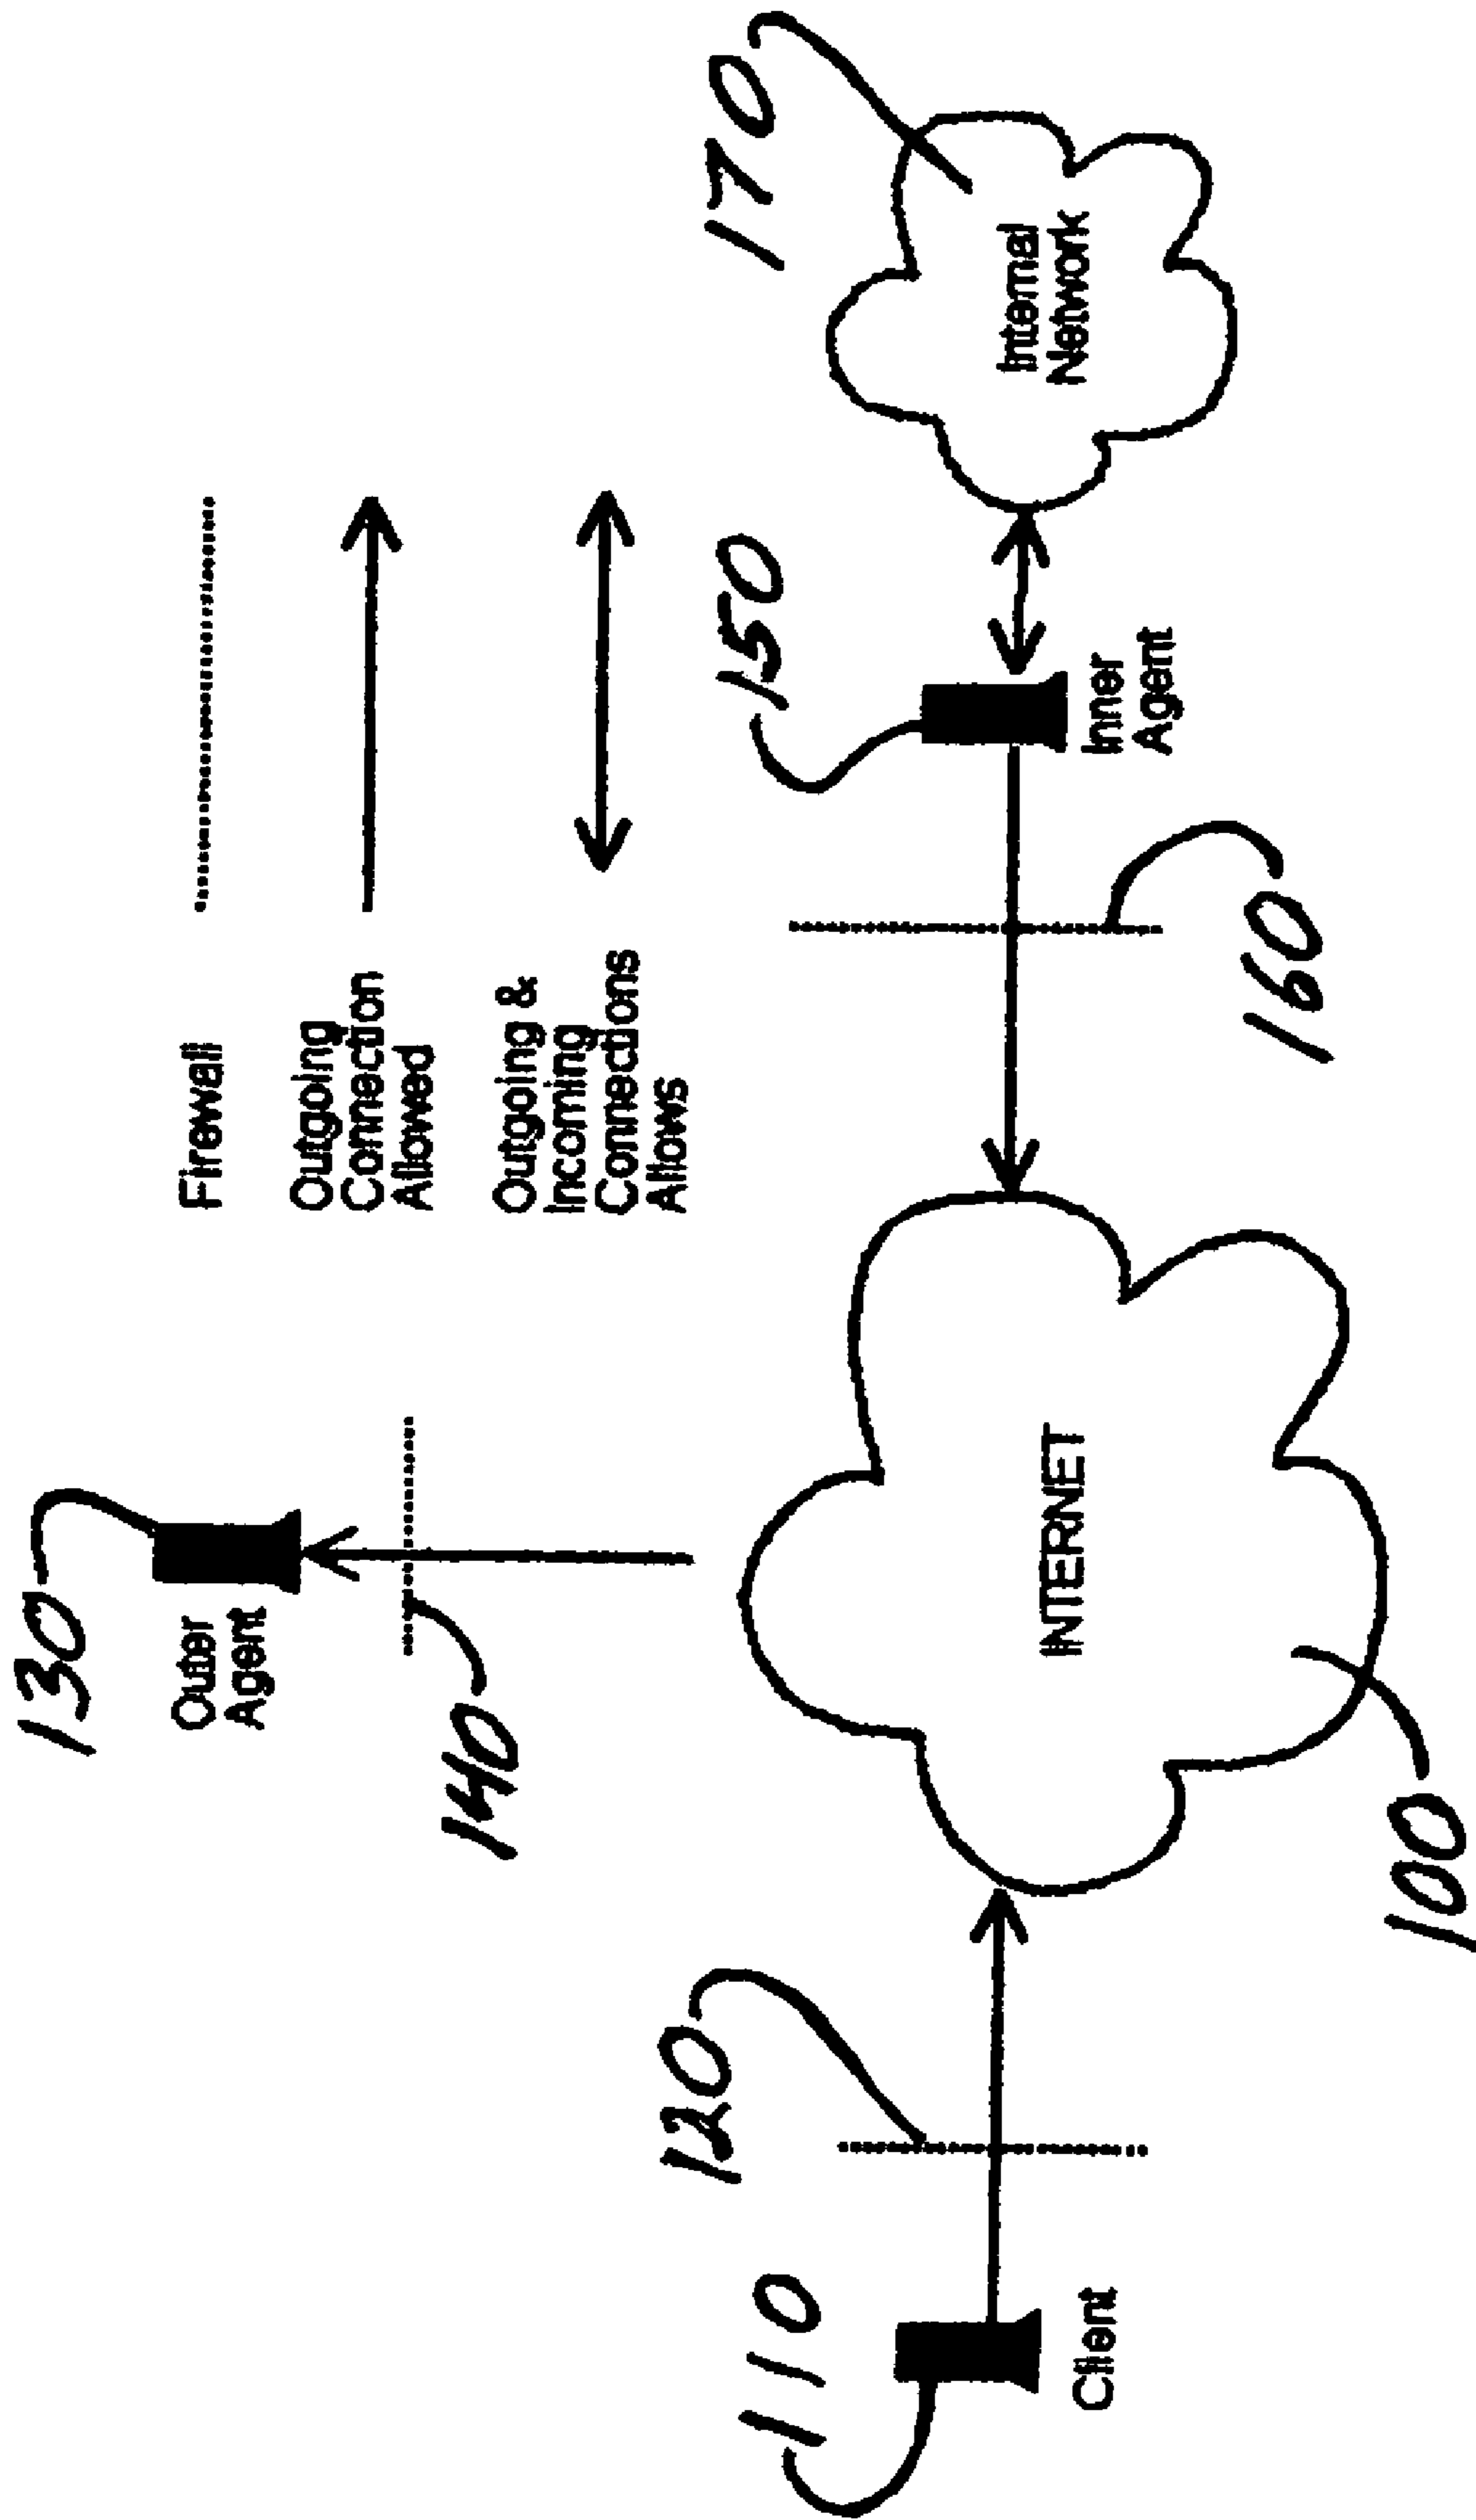 130
Outer
Agent
140
Firewall
Outgoing
Connection
Allowed
Outgoing &
Incoming
Connections
Allows
110
120
150
170
Client
INTERNET
Inner
Agent
Internal
Network
100
160